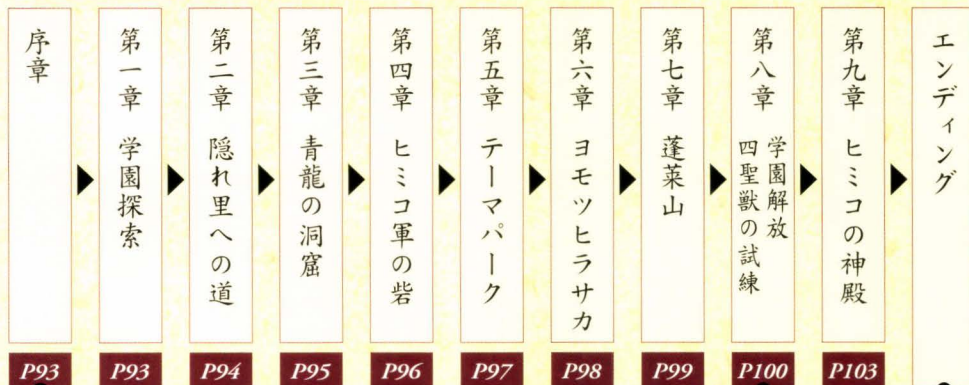 序章
P93
第一章 学園探索
P93
第二章 隠れ里への道
P94
第三章 青龍の洞窟
P95
第四章 ヒミコ軍の砦
P96
第五章 テーマパーク
P97
第六章 ヨモツヒラサカ
P98
第七章 蓬莱山
P99
第八章 学園解放
四聖獣の試練
P100
第九章 ヒミコの神殿
P103
エンディング